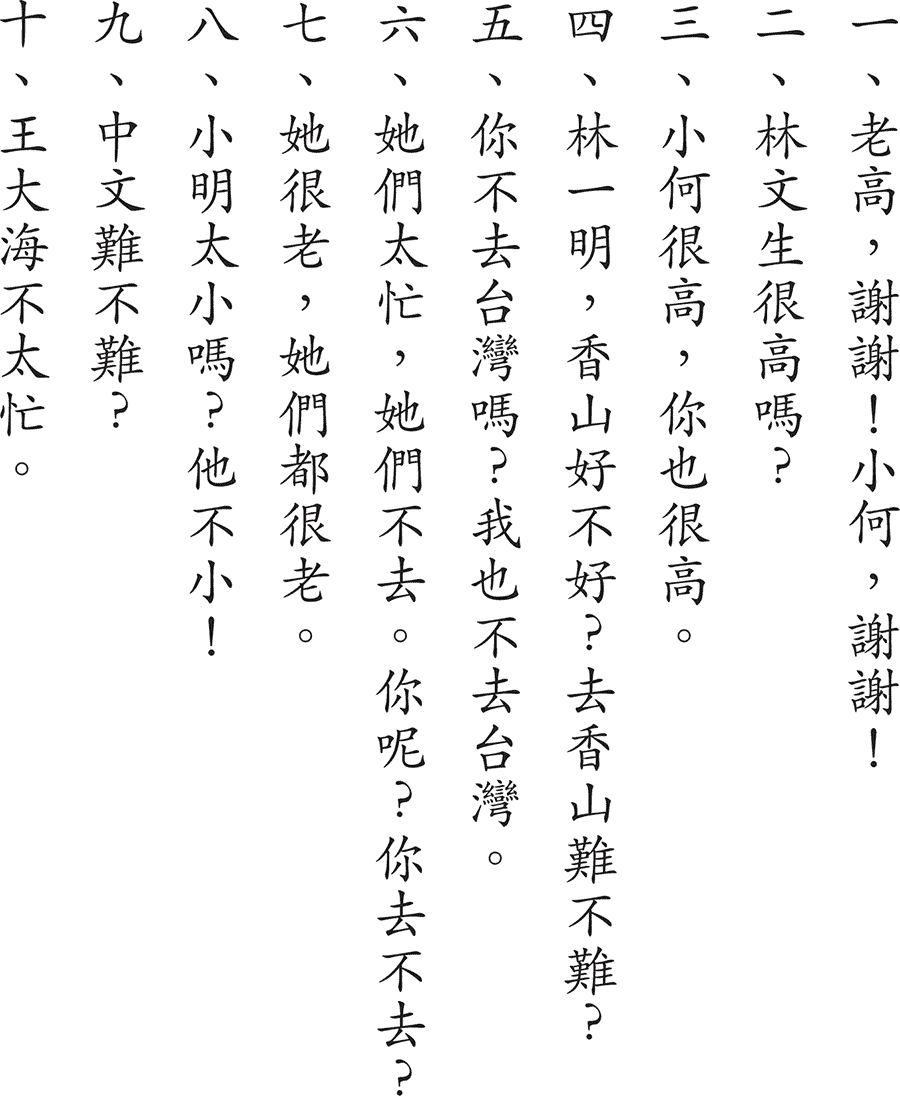 一、老高，謝謝！小何，謝謝！
二、林文生很高嗎？
三、小何很高，你也很高。
四、林一明，香山好不好？去香山難不難？
五、你不去台灣嗎？我也不去台灣。
六、她們太忙，她們不去。你呢？你去不去？
七、她很老，她們都很老。
八、小明太小嗎？他不小！
九、中文難不難？
十、王大海不太忙。